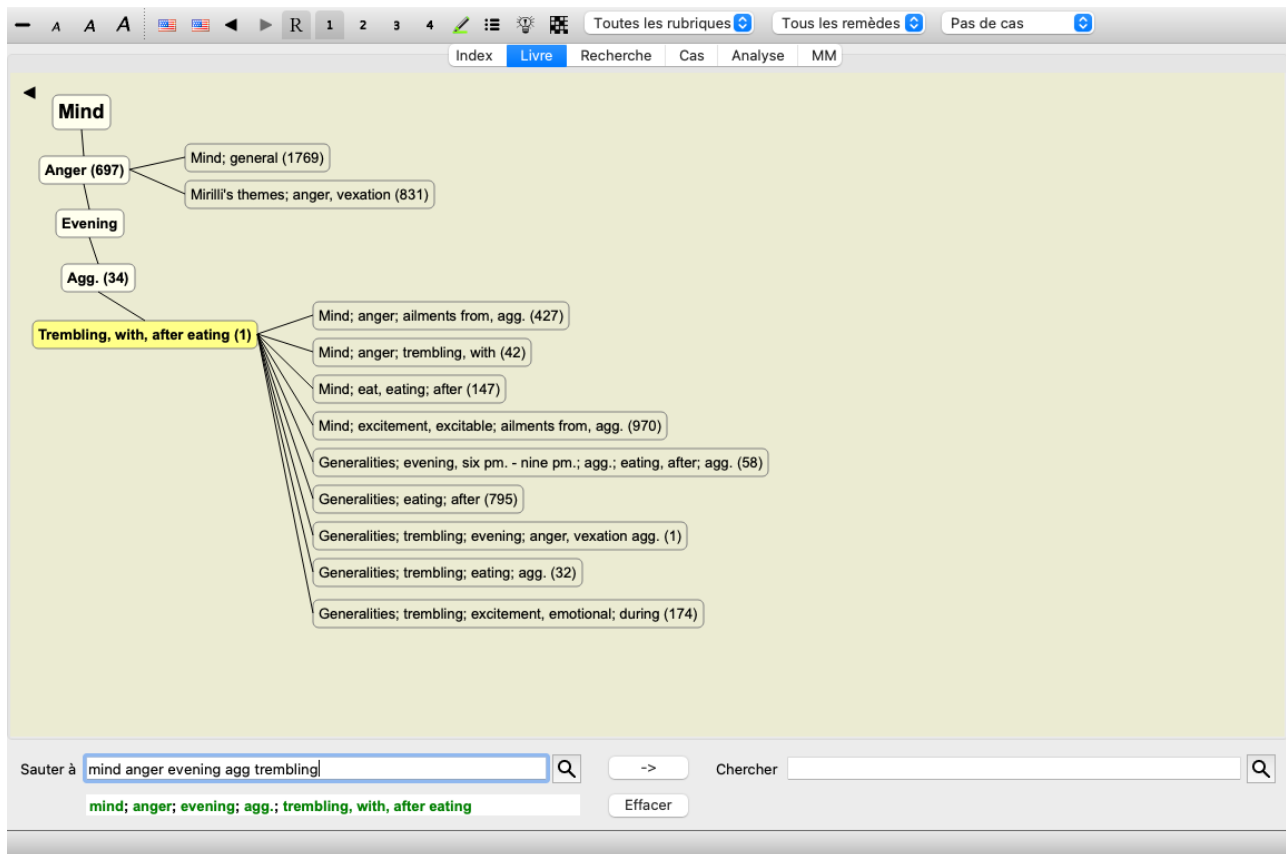 A A A R 1 2 3 4 Toutes les rubriques Tous les remèdes Pas de cas
Index Livre Recherche Cas Analyse MM
Mind
Anger (697)
Mind; general (1769)
Mirilli's themes; anger, vexation (831)
Evening
Agg. (34)
Trembling, with, after eating (1)
Mind; anger; ailments from, agg. (427)
Mind; anger; trembling, with (42)
Mind; eat, eating; after (147)
Mind; excitement, excitable; ailments from, agg. (970)
Generalities; evening, six pm. - nine pm.; agg.; eating, after; agg. (58)
Generalities; eating; after (795)
Generalities; trembling; evening; anger, vexation agg. (1)
Generalities; trembling; eating; agg. (32)
Generalities; trembling; excitement, emotional; during (174)
Sauter à mind anger evening agg trembling -> Chercher
mind; anger; evening; agg.; trembling, with, after eating Effacer